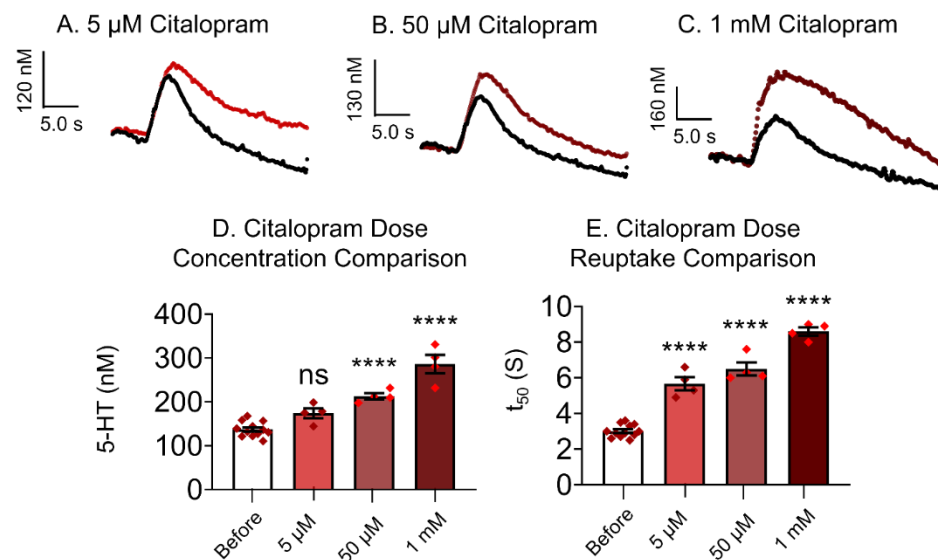 A. 5 µM Citalopram
B. 50 µM Citalopram
C. 1 mM Citalopram
120 nM
5.0 s
130 nM
5.0 s
160 nM
5.0 s
D. Citalopram Dose
Concentration Comparison
E. Citalopram Dose
Reuptake Comparison
5-HT (nM)
400
300
200
100
0
ns
****
****
Before
5 µM
50 µM
1 mM
t50 (S)
10
8
6
4
2
0
****
****
****
Before
5 µM
50 µM
1 mM